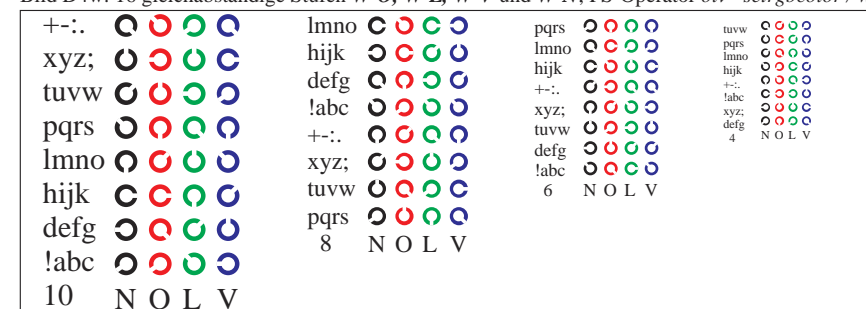 +-:.
xyz;
tuvw
pqrs
lmno
hijk
defg
!abc
10 N O L V
lmno
hijk
defg
!abc
+-:.
xyz;
tuvw
pqrs
8 N O L V
pqrs
lmno
hijk
+-:.
xyz;
tuvw
defg
!abc
6 N O L V
tuvw
pqrs
lmno
hijk
+-:.
!abc
xyz;
defg
4 N O L V